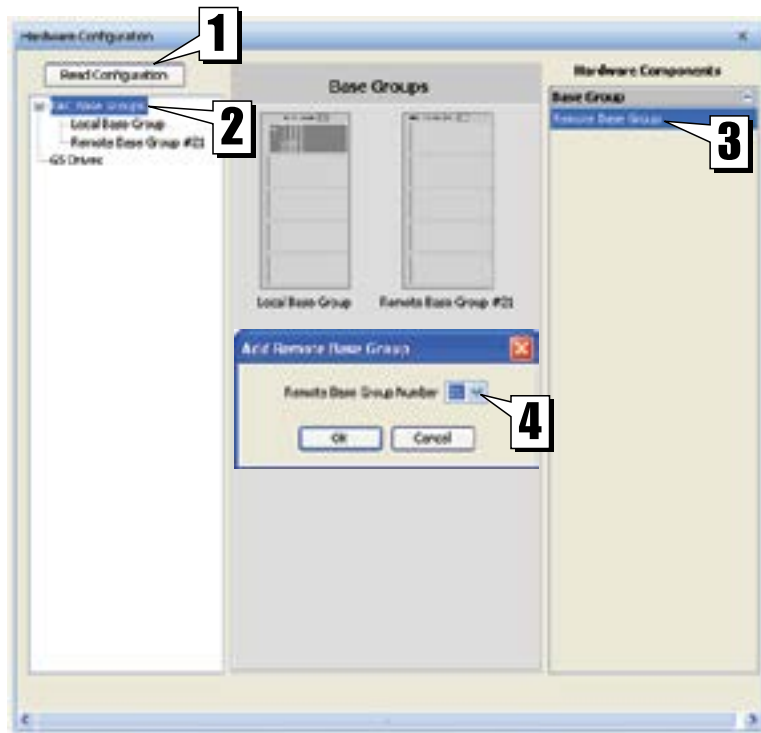 Hardware Configuration
1
Read Configuration
2
Base Groups
Local Base Group
Remote Base Group #21
GS Drives
Base Groups
Local Base Group
Remote Base Group #21
Hardware Components
Base Group
Remote Base Group
3
Add Remote Base Group
Remote Base Group Number
4
OK
Cancel